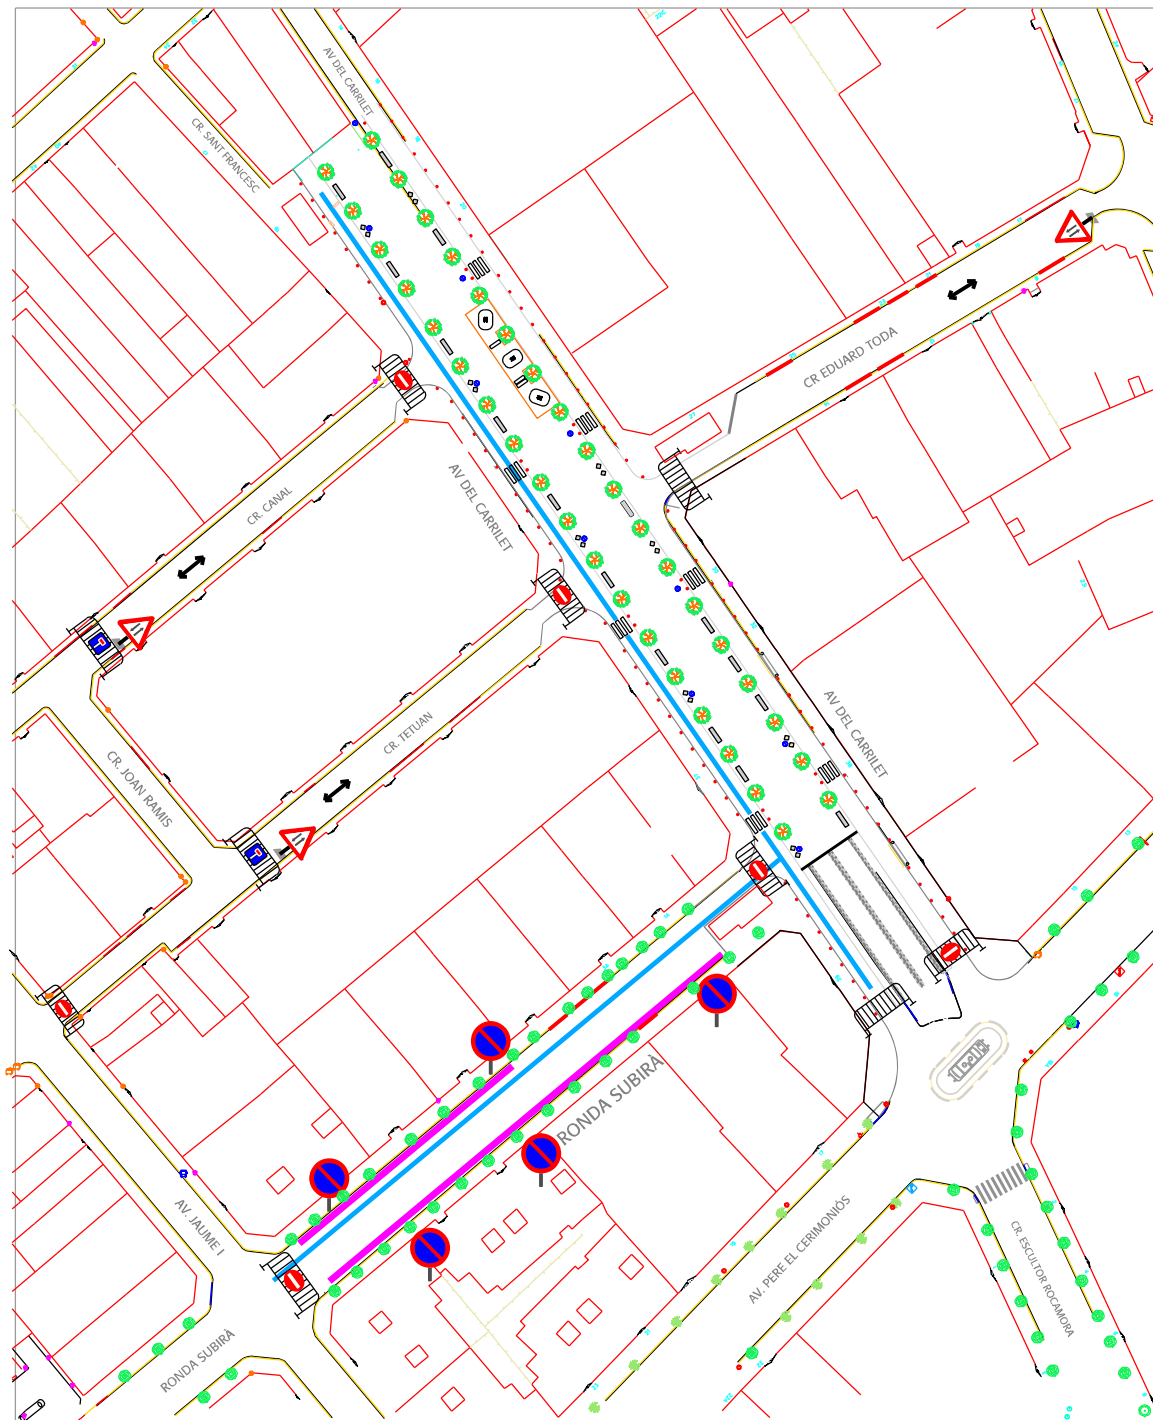 AV DEL CARRILET
CR. SANT FRANCESC
CR EDUARD TODA
CR. CANAL
AV DEL CARRILET
CR. TETUAN
AV DEL CARRILET
CR. JOAN RAMIS
RONDA SUBIRÀ
AV. JAUME I
AV. PERE EL CERIMONIÓS
CR. ESCULTOR ROCAMORA
RONDA SUBIRÀ